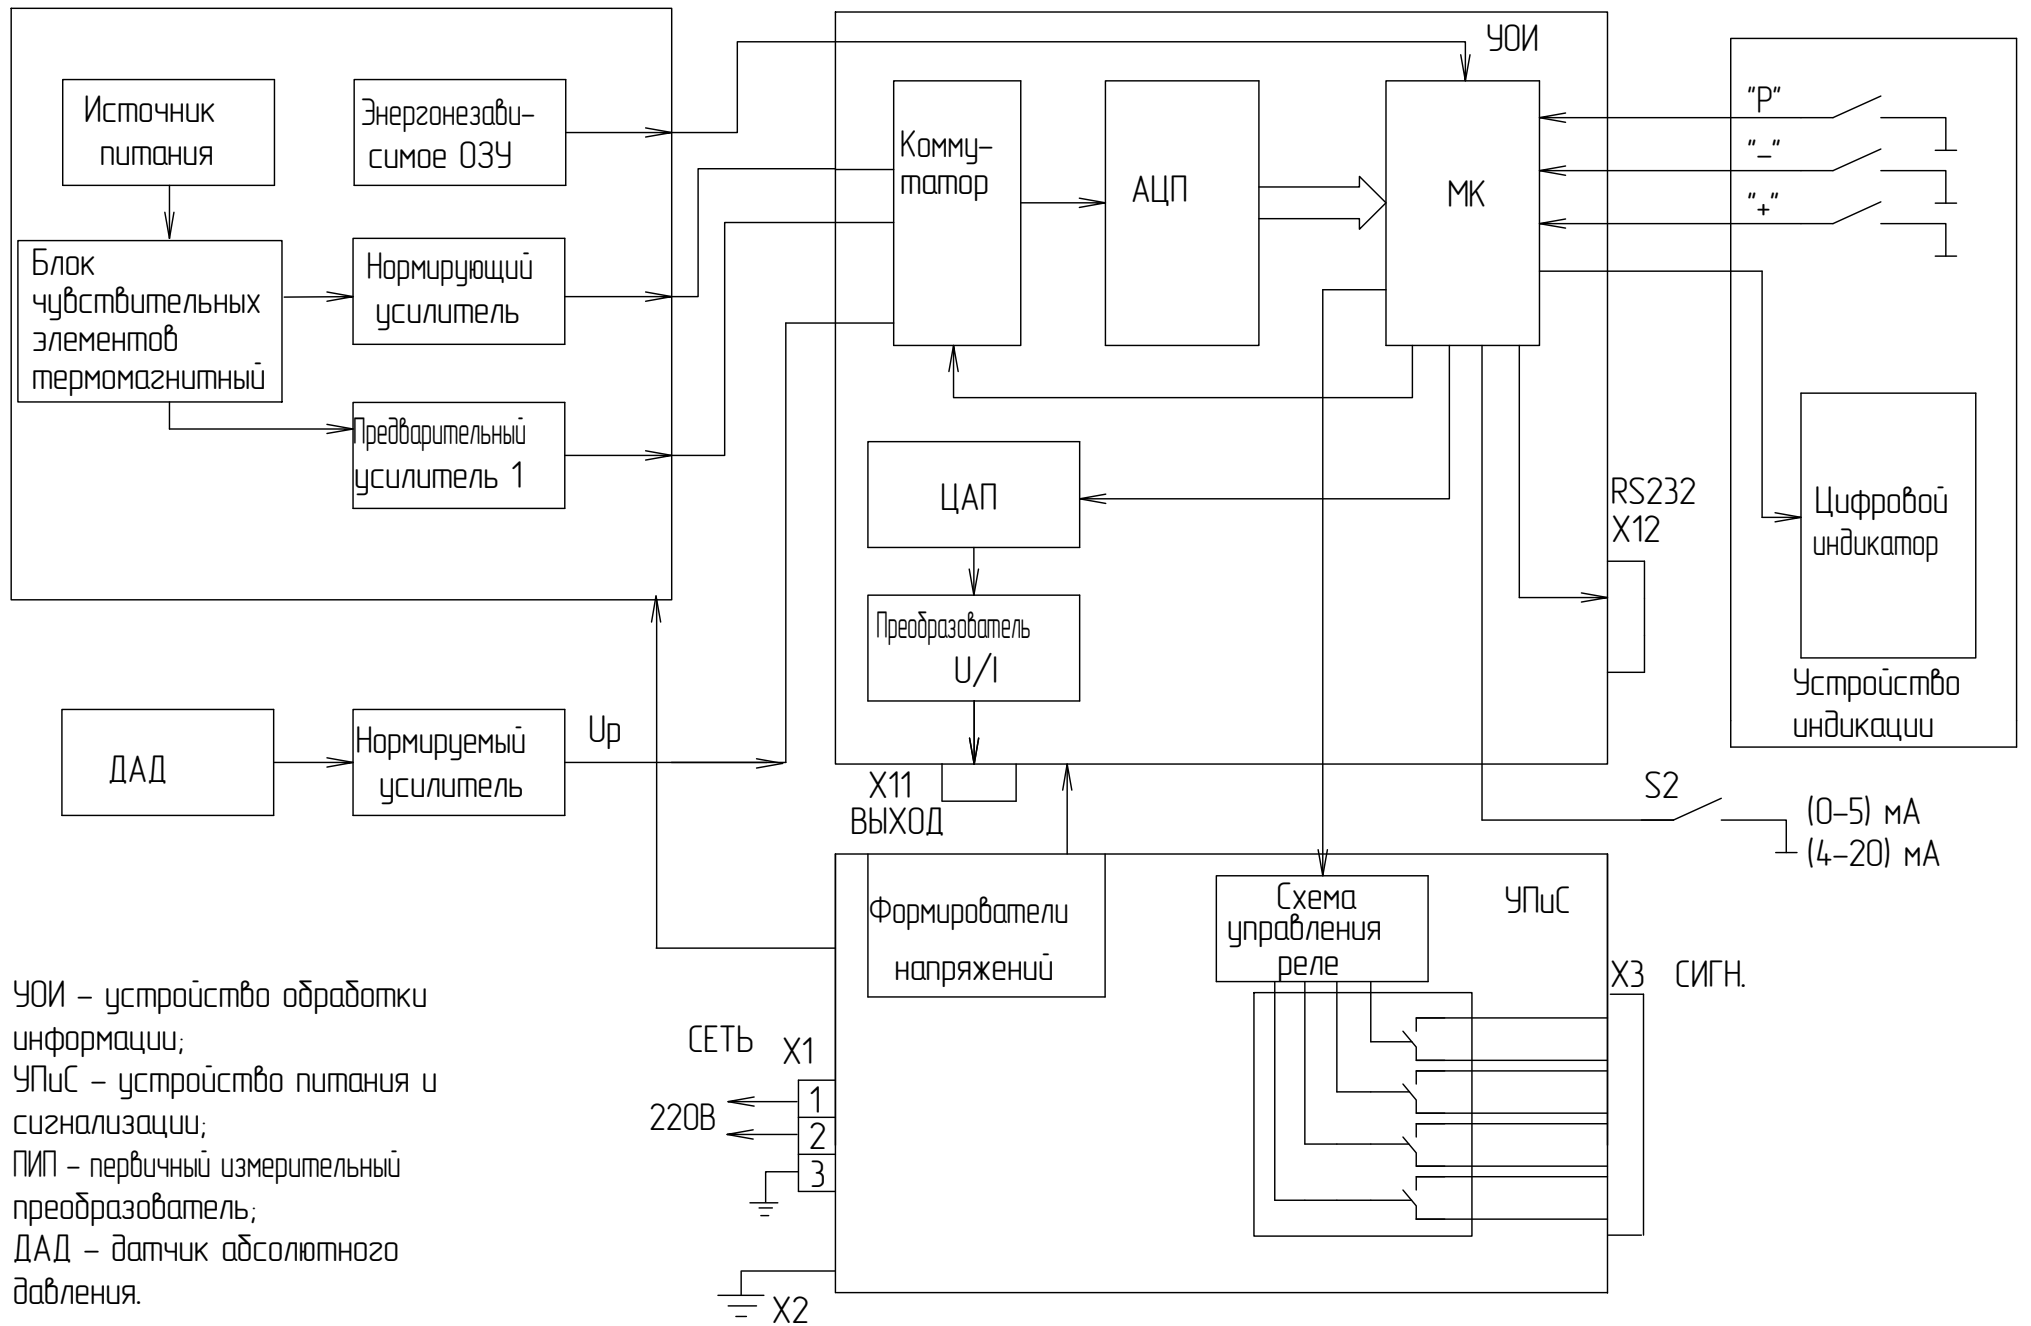 УОИ
Источник
питания
Энергонезави-
симое ОЗУ
Комму-
татор
АЦП
МК
"Р"
"-"
"+"
Блок
чувствительных
элементов
термомагнитный
Нормирующий
усилитель
Предварительный
усилитель 1
ЦАП
RS232
X12
Цифровой
индикатор
Преобразователь
U/I
Устройство
индикации
ДАД
Нормируемый
усилитель
Up
X11
ВЫХОД
S2
(0-5) мА
(4-20) мА
Формирователи
напряжений
Схема
управления
реле
УПиС
X3 СИГН.
СЕТЬ
X1
220В
1
2
3
X2
УОИ - устройство обработки
информации;
УПиС - устройство питания и
сигнализации;
ПИП - первичный измерительный
преобразователь;
ДАД - датчик абсолютного
давления.